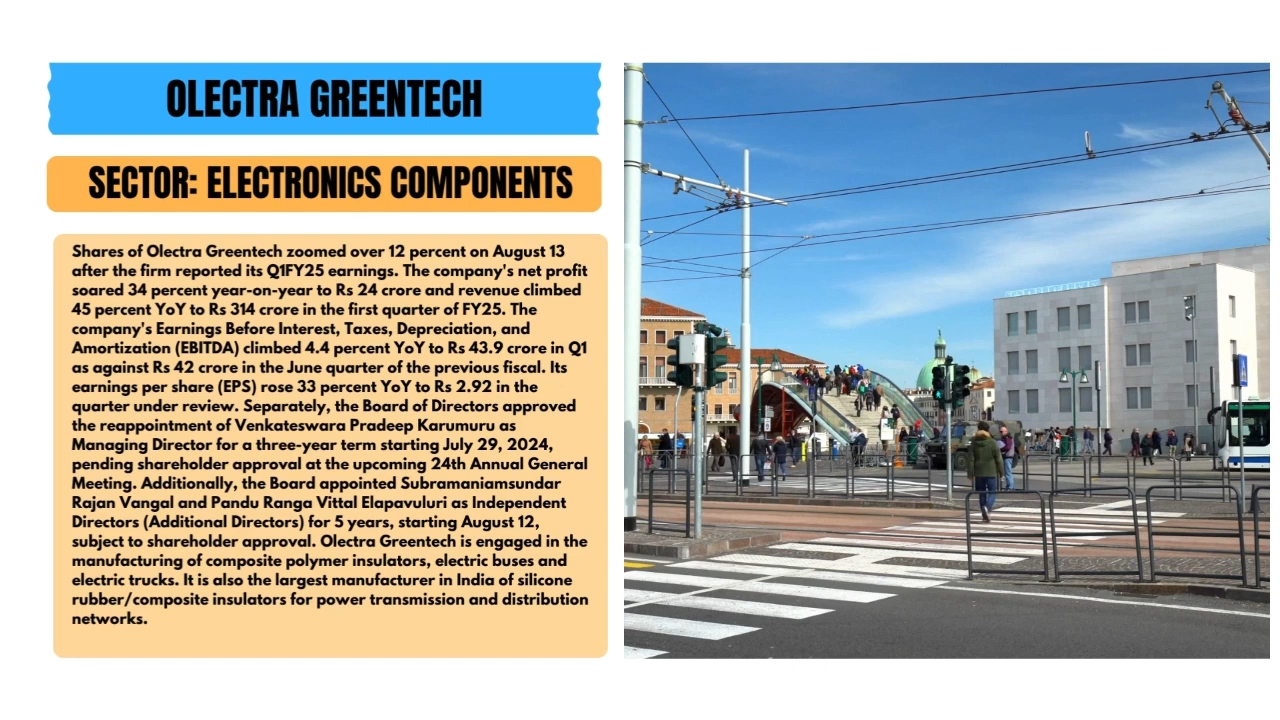 OLECTRA GREENTECH
SECTOR: ELECTRONICS COMPONENTS
Shares of Olectra Greentech zoomed over 12 percent on August 13
after the firm reported its Q1FY25 earnings. The company's net profit
soared 34 percent year-on-year to Rs 24 crore and revenue climbed
45 percent YoY to Rs 314 crore in the first quarter of FY25. The
company's Earnings Before Interest, Taxes, Depreciation, and
Amortization (EBITDA) climbed 4.4 percent YoY to Rs 43.9 crore in Q1
as against Rs 42 crore in the June quarter of the previous fiscal. Its
earnings per share (EPS) rose 33 percent YoY to Rs 2.92 in the
quarter under review. Separately, the Board of Directors approved
the reappointment of Venkateswara Pradeep Karumuru as
Managing Director for a three-year term starting July 29, 2024,
pending shareholder approval at the upcoming 24th Annual General
Meeting. Additionally, the Board appointed Subramaniamsundar
Rajan Vangal and Pandu Ranga Vittal Elapavuluri as Independent
Directors (Additional Directors) for 5 years, starting August 12,
subject to shareholder approval. Olectra Greentech is engaged in the
manufacturing of composite polymer insulators, electric buses and
electric trucks. It is also the largest manufacturer in India of silicone
rubber/composite insulators for power transmission and distribution
networks.